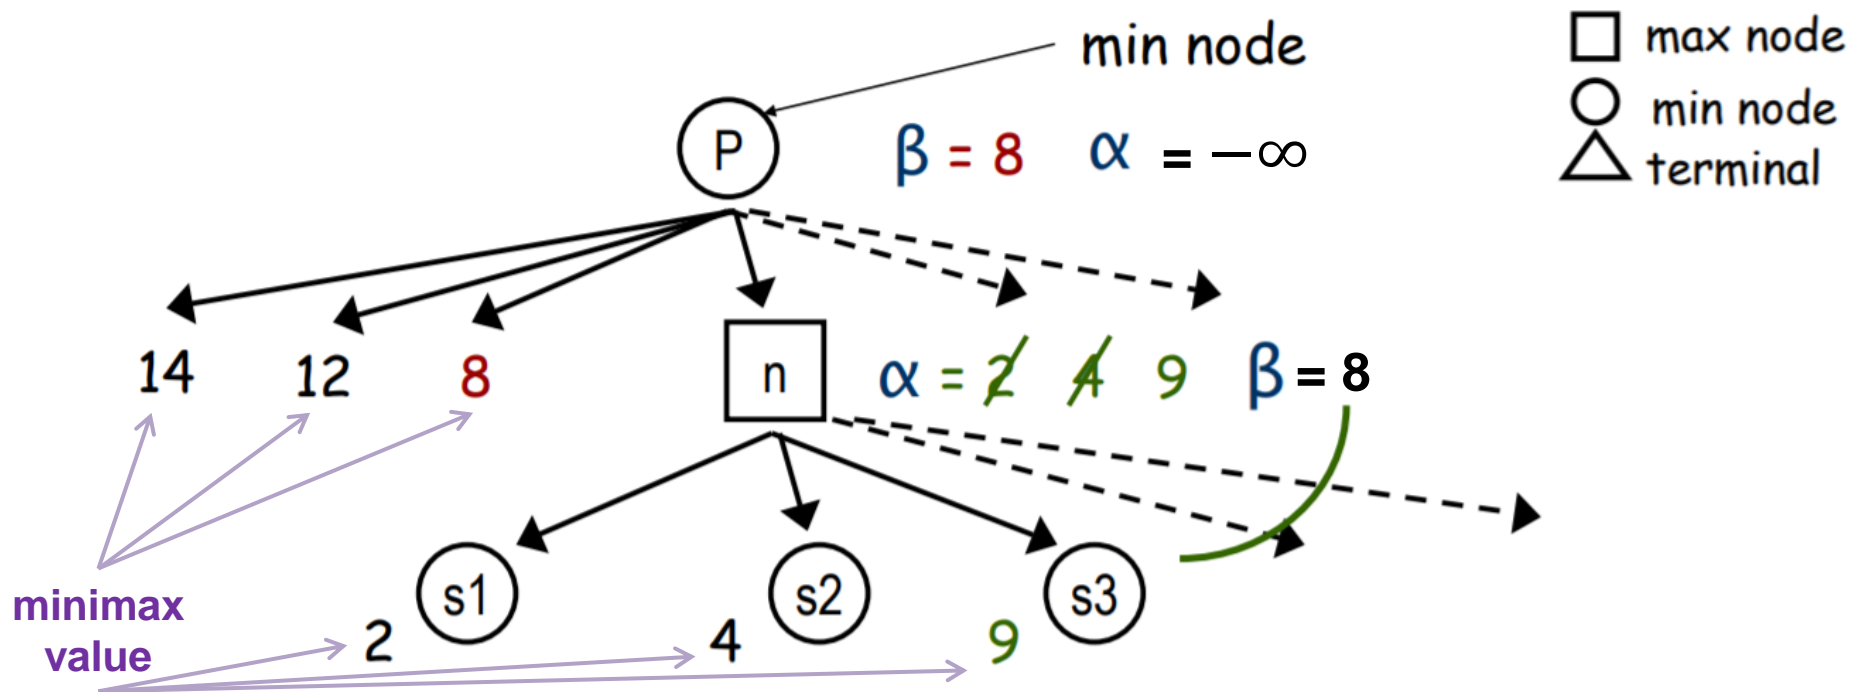 min node
max node
min node
terminal
P
β = 8 α = −∞
14 12 8
n
α = 2 4 9 β = 8
s1 s2 s3
2 4 9
minimax
value